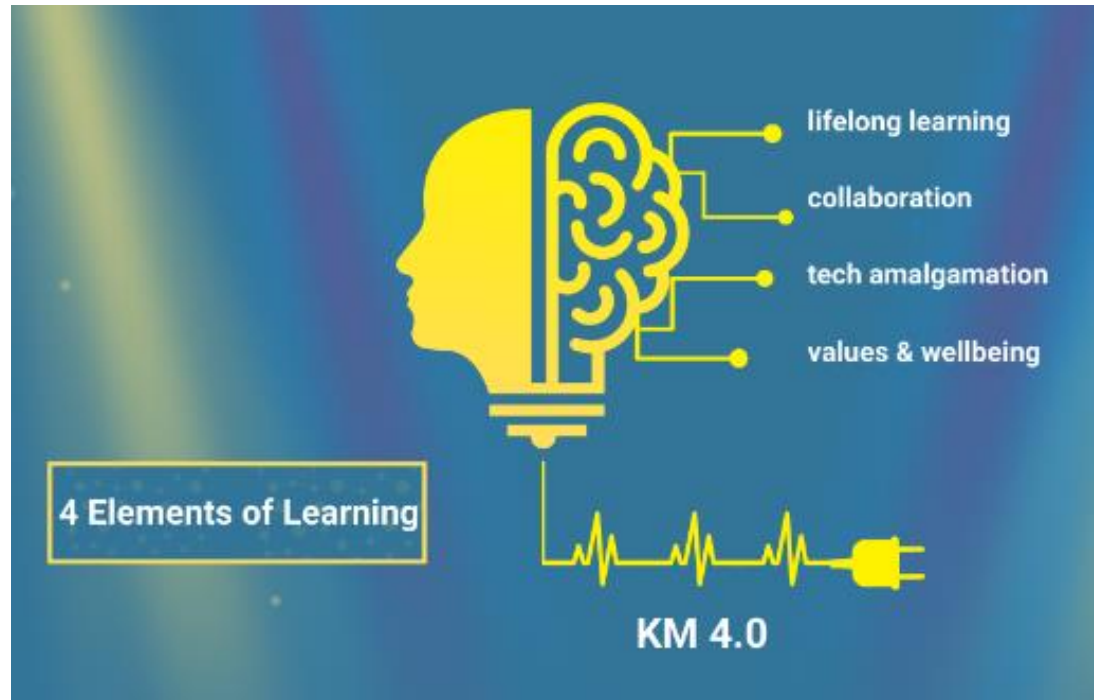 lifelong learning
collaboration
tech amalgamation
values & wellbeing
4 Elements of Learning
KM 4.0